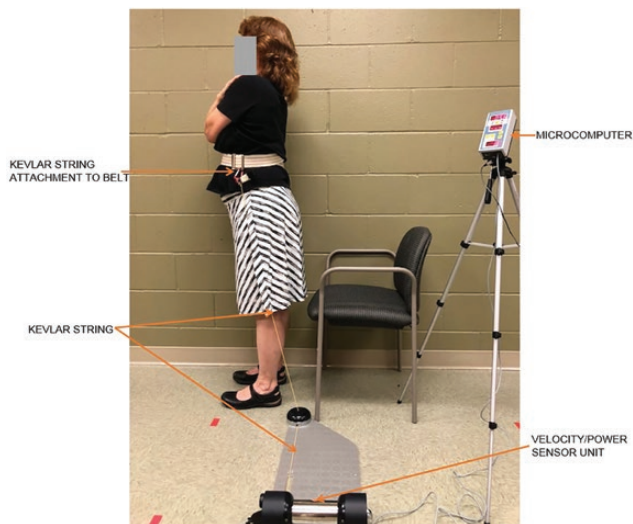 KEVLAR STRING
ATTACHMENT TO BELT
MICROCOMPUTER
KEVLAR STRING
VELOCITY/POWER
SENSOR UNIT